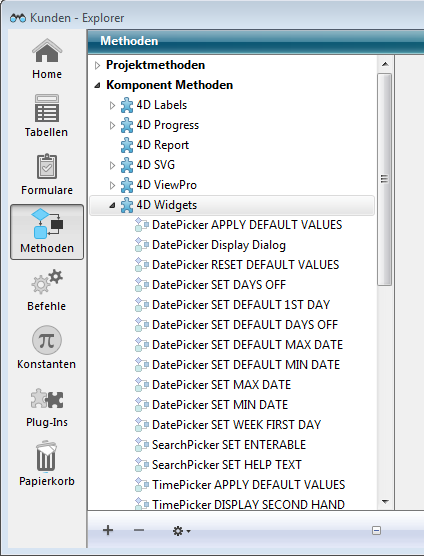 Kunden - Explorer
Home
Tabellen
Formulare
Methoden
Befehle
Konstanten
Plug-Ins
Papierkorb
Methoden
Projektmethoden
Komponent Methoden
4D Labels
4D Progress
4D Report
4D SVG
4D ViewPro
4D Widgets
DatePicker APPLY DEFAULT VALUES
DatePicker Display Dialog
DatePicker RESET DEFAULT VALUES
DatePicker SET DAYS OFF
DatePicker SET DEFAULT 1ST DAY
DatePicker SET DEFAULT DAYS OFF
DatePicker SET DEFAULT MAX DATE
DatePicker SET DEFAULT MIN DATE
DatePicker SET MAX DATE
DatePicker SET MIN DATE
DatePicker SET WEEK FIRST DAY
SearchPicker SET ENTERABLE
SearchPicker SET HELP TEXT
TimePicker APPLY DEFAULT VALUES
TimePicker DISPLAY SECOND HAND